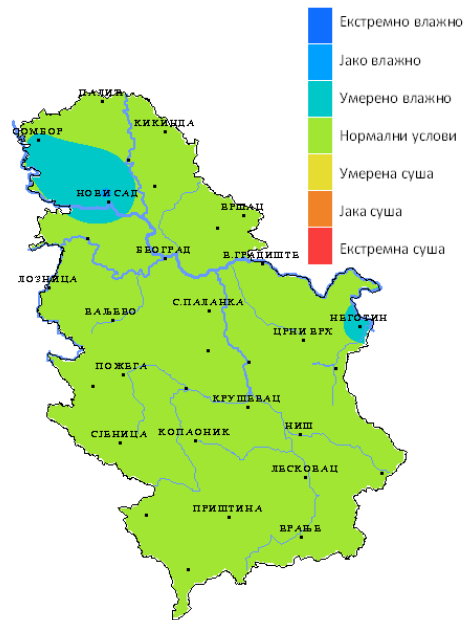 Екстремно влажно
Јако влажно
Умерено влажно
Нормални услови
Умерена суша
Јака суша
Екстремна суша
ПАЛИЋ
СОМБОР
КИКИНДА
НОВИ САД
ВРШАЦ
БЕОГРАД
В.ГРАДИШТЕ
ЛОЗНИЦА
С.ПАЛАНКА
ВАЉЕВО
НЕГОТИН
ЦРНИ ВРХ
ПОЖЕГА
КРУШЕВАЦ
СЈЕНИЦА
КОПАОНИК
НИШ
ЛЕСКОВАЦ
ПРИШТИНА
ВРАЊЕ